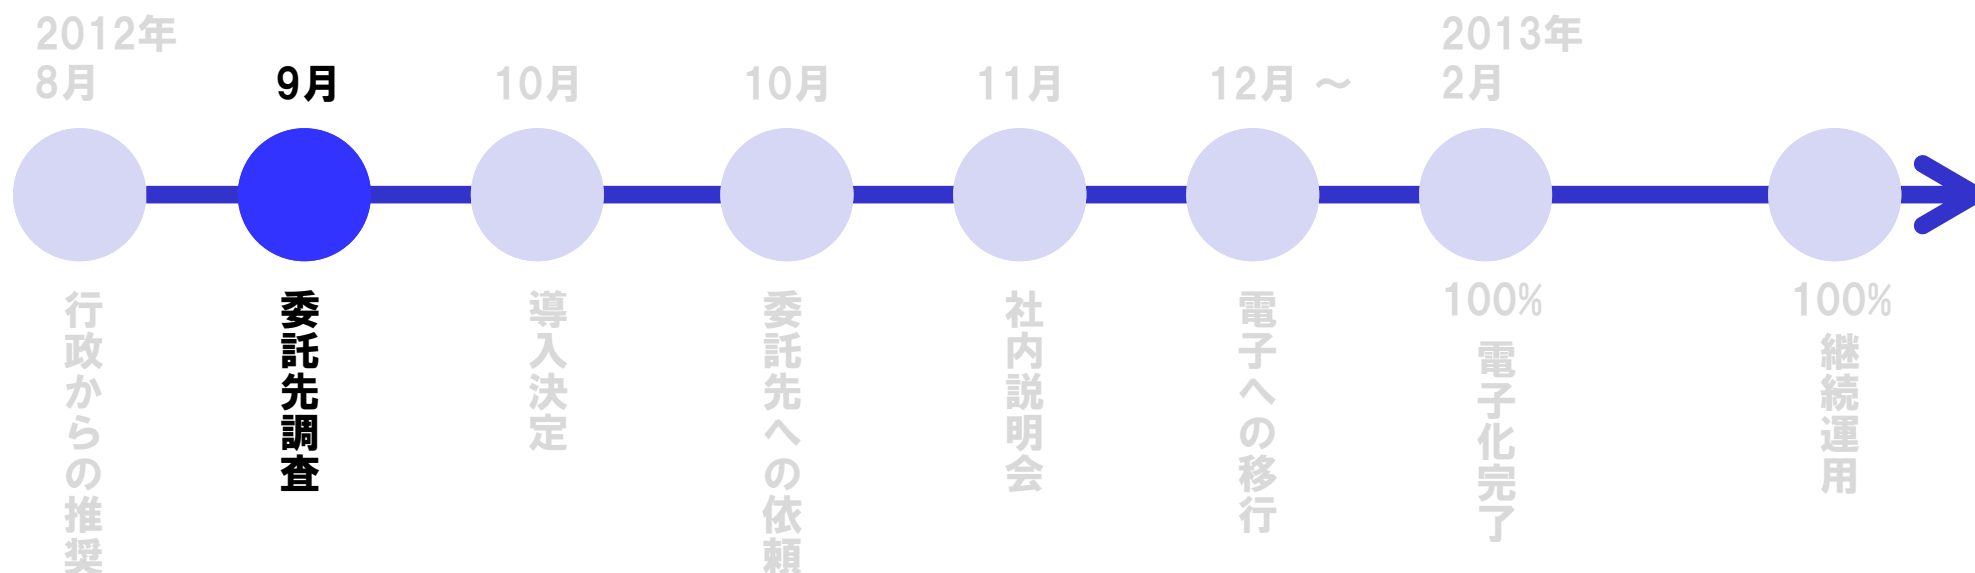 2012年
8月
9月
10月
10月
11月
12月 ～
2013年
2月
行政からの推奨
委託先調査
導入決定
委託先への依頼
社内説明会
電子への移行
100%
電子化完了
100%
継続運用